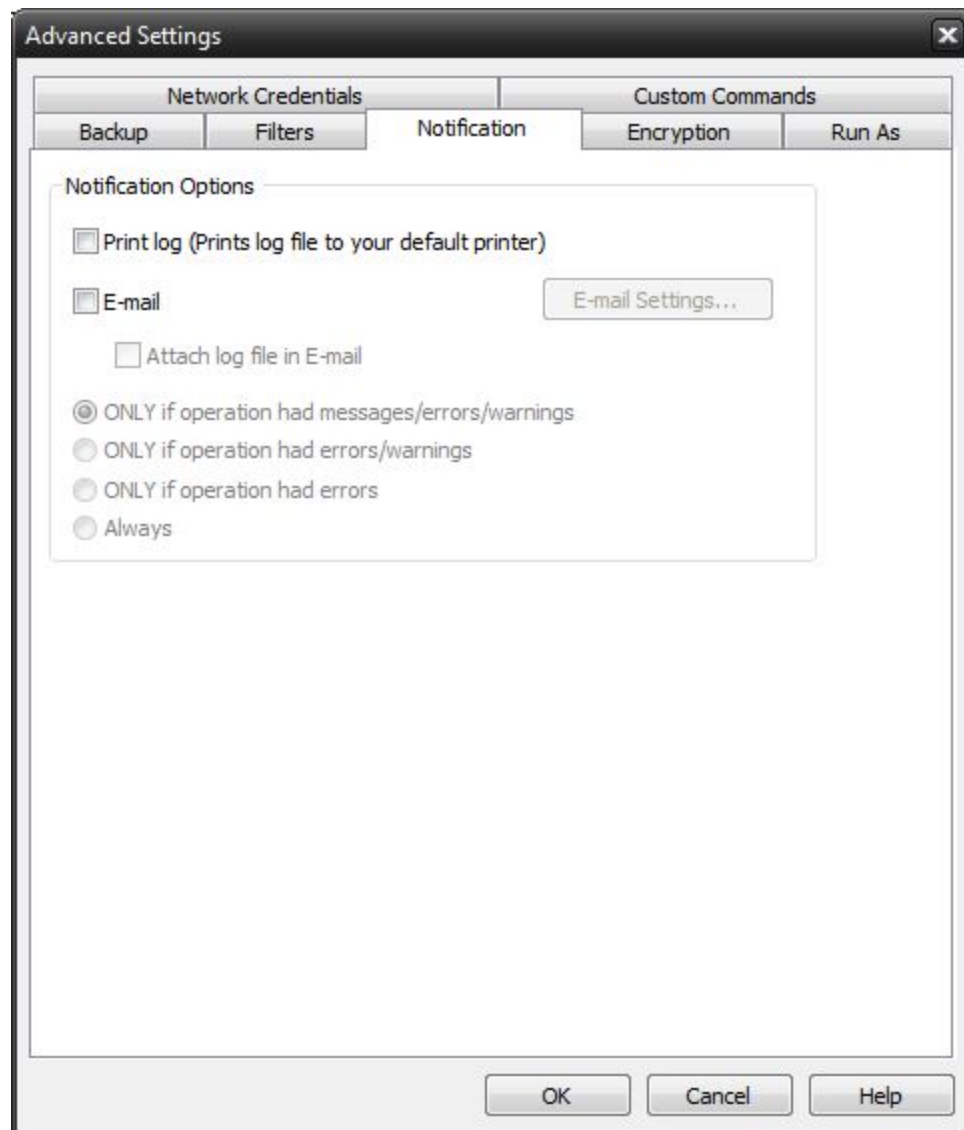 Advanced Settings
Network Credentials Custom Commands
Backup Filters Notification Encryption Run As
Notification Options
Print log (Prints log file to your default printer)
E-mail E-mail Settings...
Attach log file in E-mail
ONLY if operation had messages/errors/warnings
ONLY if operation had errors/warnings
ONLY if operation had errors
Always
OK Cancel Help